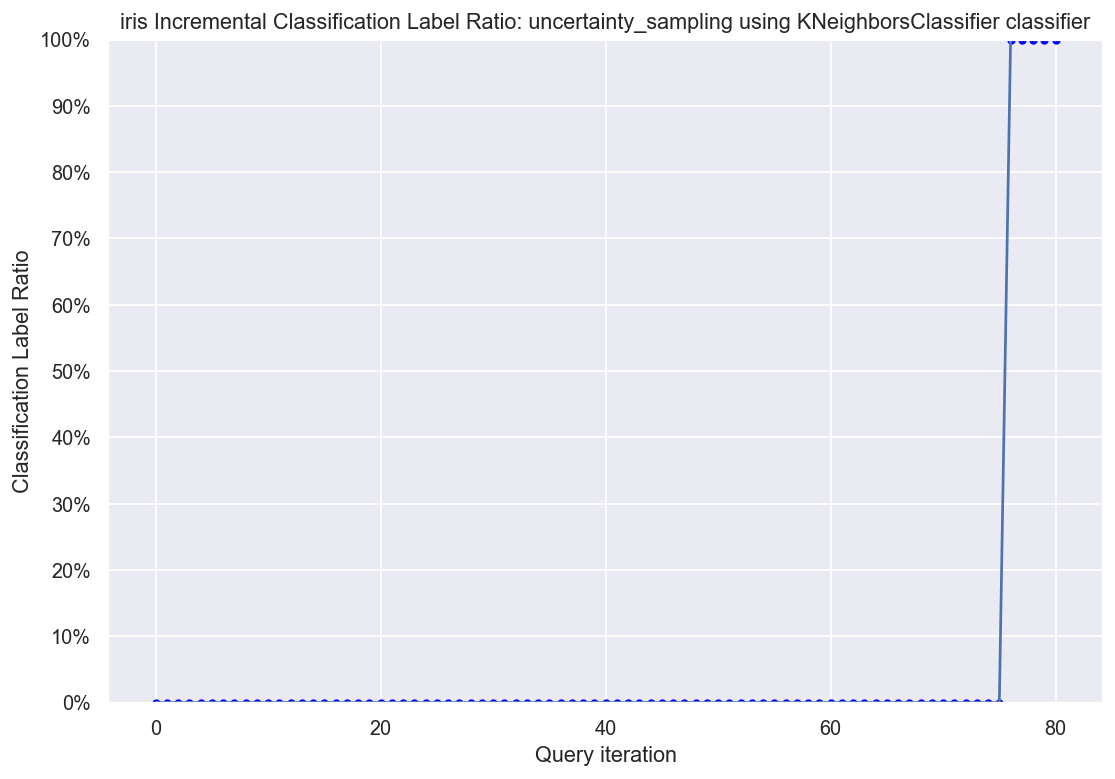 iris Incremental Classification Label Ratio: uncertainty_sampling using KNeighborsClassifier classifier
100%
90%
80%
70%
60%
50%
40%
30%
20%
10%
0%
Classification Label Ratio
0 20 40 60 80
Query iteration